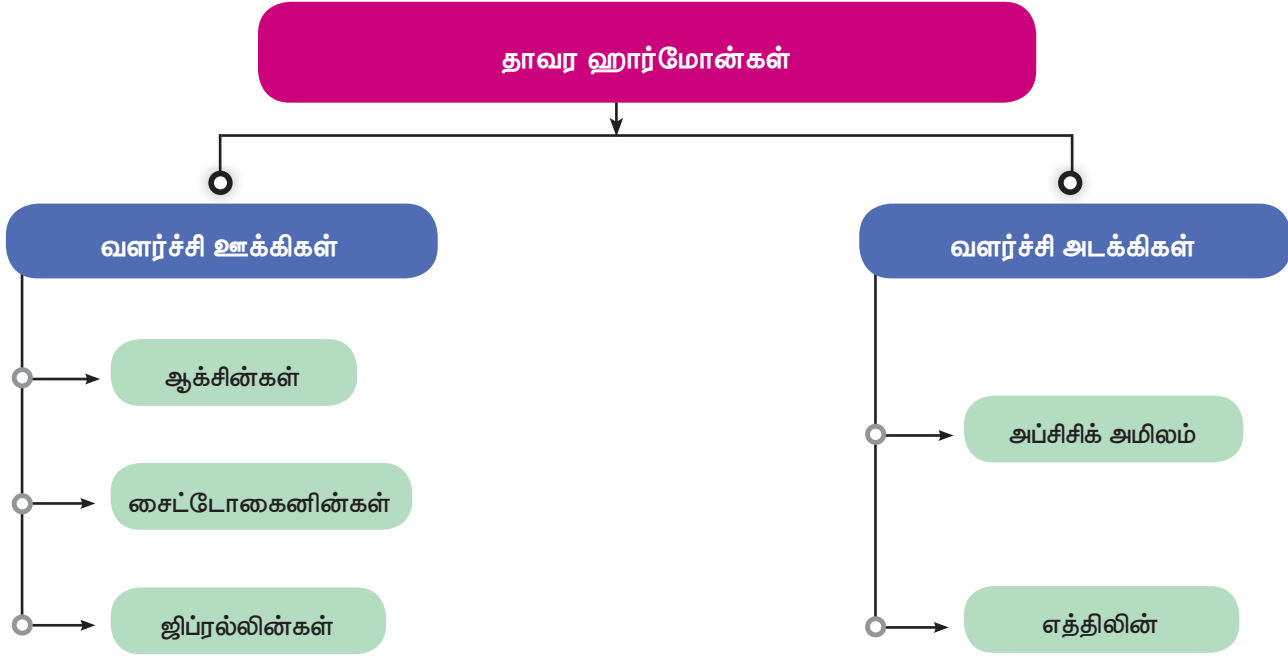 தாவர ஹார்மோன்கள்
வளர்ச்சி ஊக்கிகள்
ஆக்சின்கள்
சைட்டோகைனின்கள்
ஜிப்ரல்லின்கள்
வளர்ச்சி அடக்கிகள்
அப்சிசிக் அமிலம்
எத்திலின்